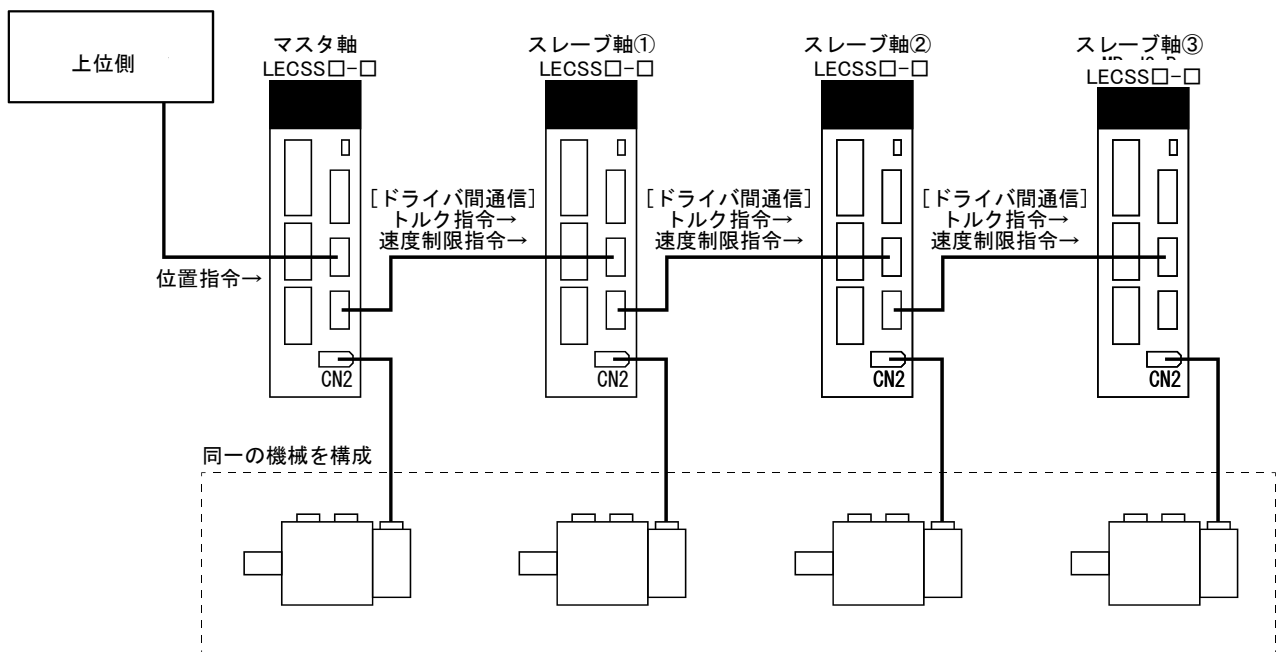 上位側
マスタ軸
LECSS□-□
スレーブ軸①
LECSS□-□
スレーブ軸②
LECSS□-□
スレーブ軸③
LECSS□-□
[ドライバ間通信]
トルク指令→
速度制限指令→
[ドライバ間通信]
トルク指令→
速度制限指令→
[ドライバ間通信]
トルク指令→
速度制限指令→
位置指令→
CN2
CN2
CN2
CN2
同一の機械を構成